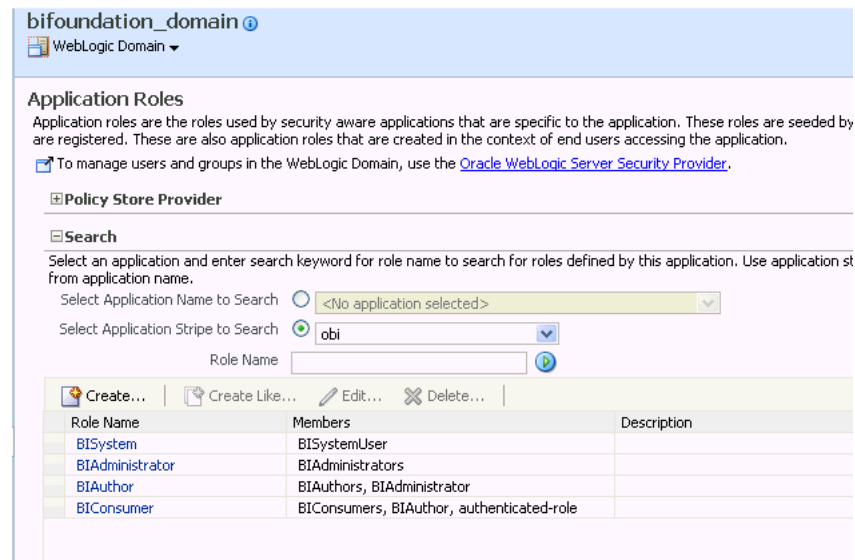 bifoundation_domain
WebLogic Domain
Application Roles
Application roles are the roles used by security aware applications that are specific to the application. These roles are seeded by
are registered. These are also application roles that are created in the context of end users accessing the application.
To manage users and groups in the WebLogic Domain, use the Oracle WebLogic Server Security Provider.
Policy Store Provider
Search
Select an application and enter search keyword for role name to search for roles defined by this application. Use application st
from application name.
Select Application Name to Search <No application selected>
Select Application Stripe to Search obi
Role Name
Create... Create Like... Edit... Delete...
Role Name Members Description
BISystem BISystemUser
BIAdministrator BIAdministrators
BIAuthor BIAuthors, BIAdministrator
BIConsumer BIConsumers, BIAuthor, authenticated-role